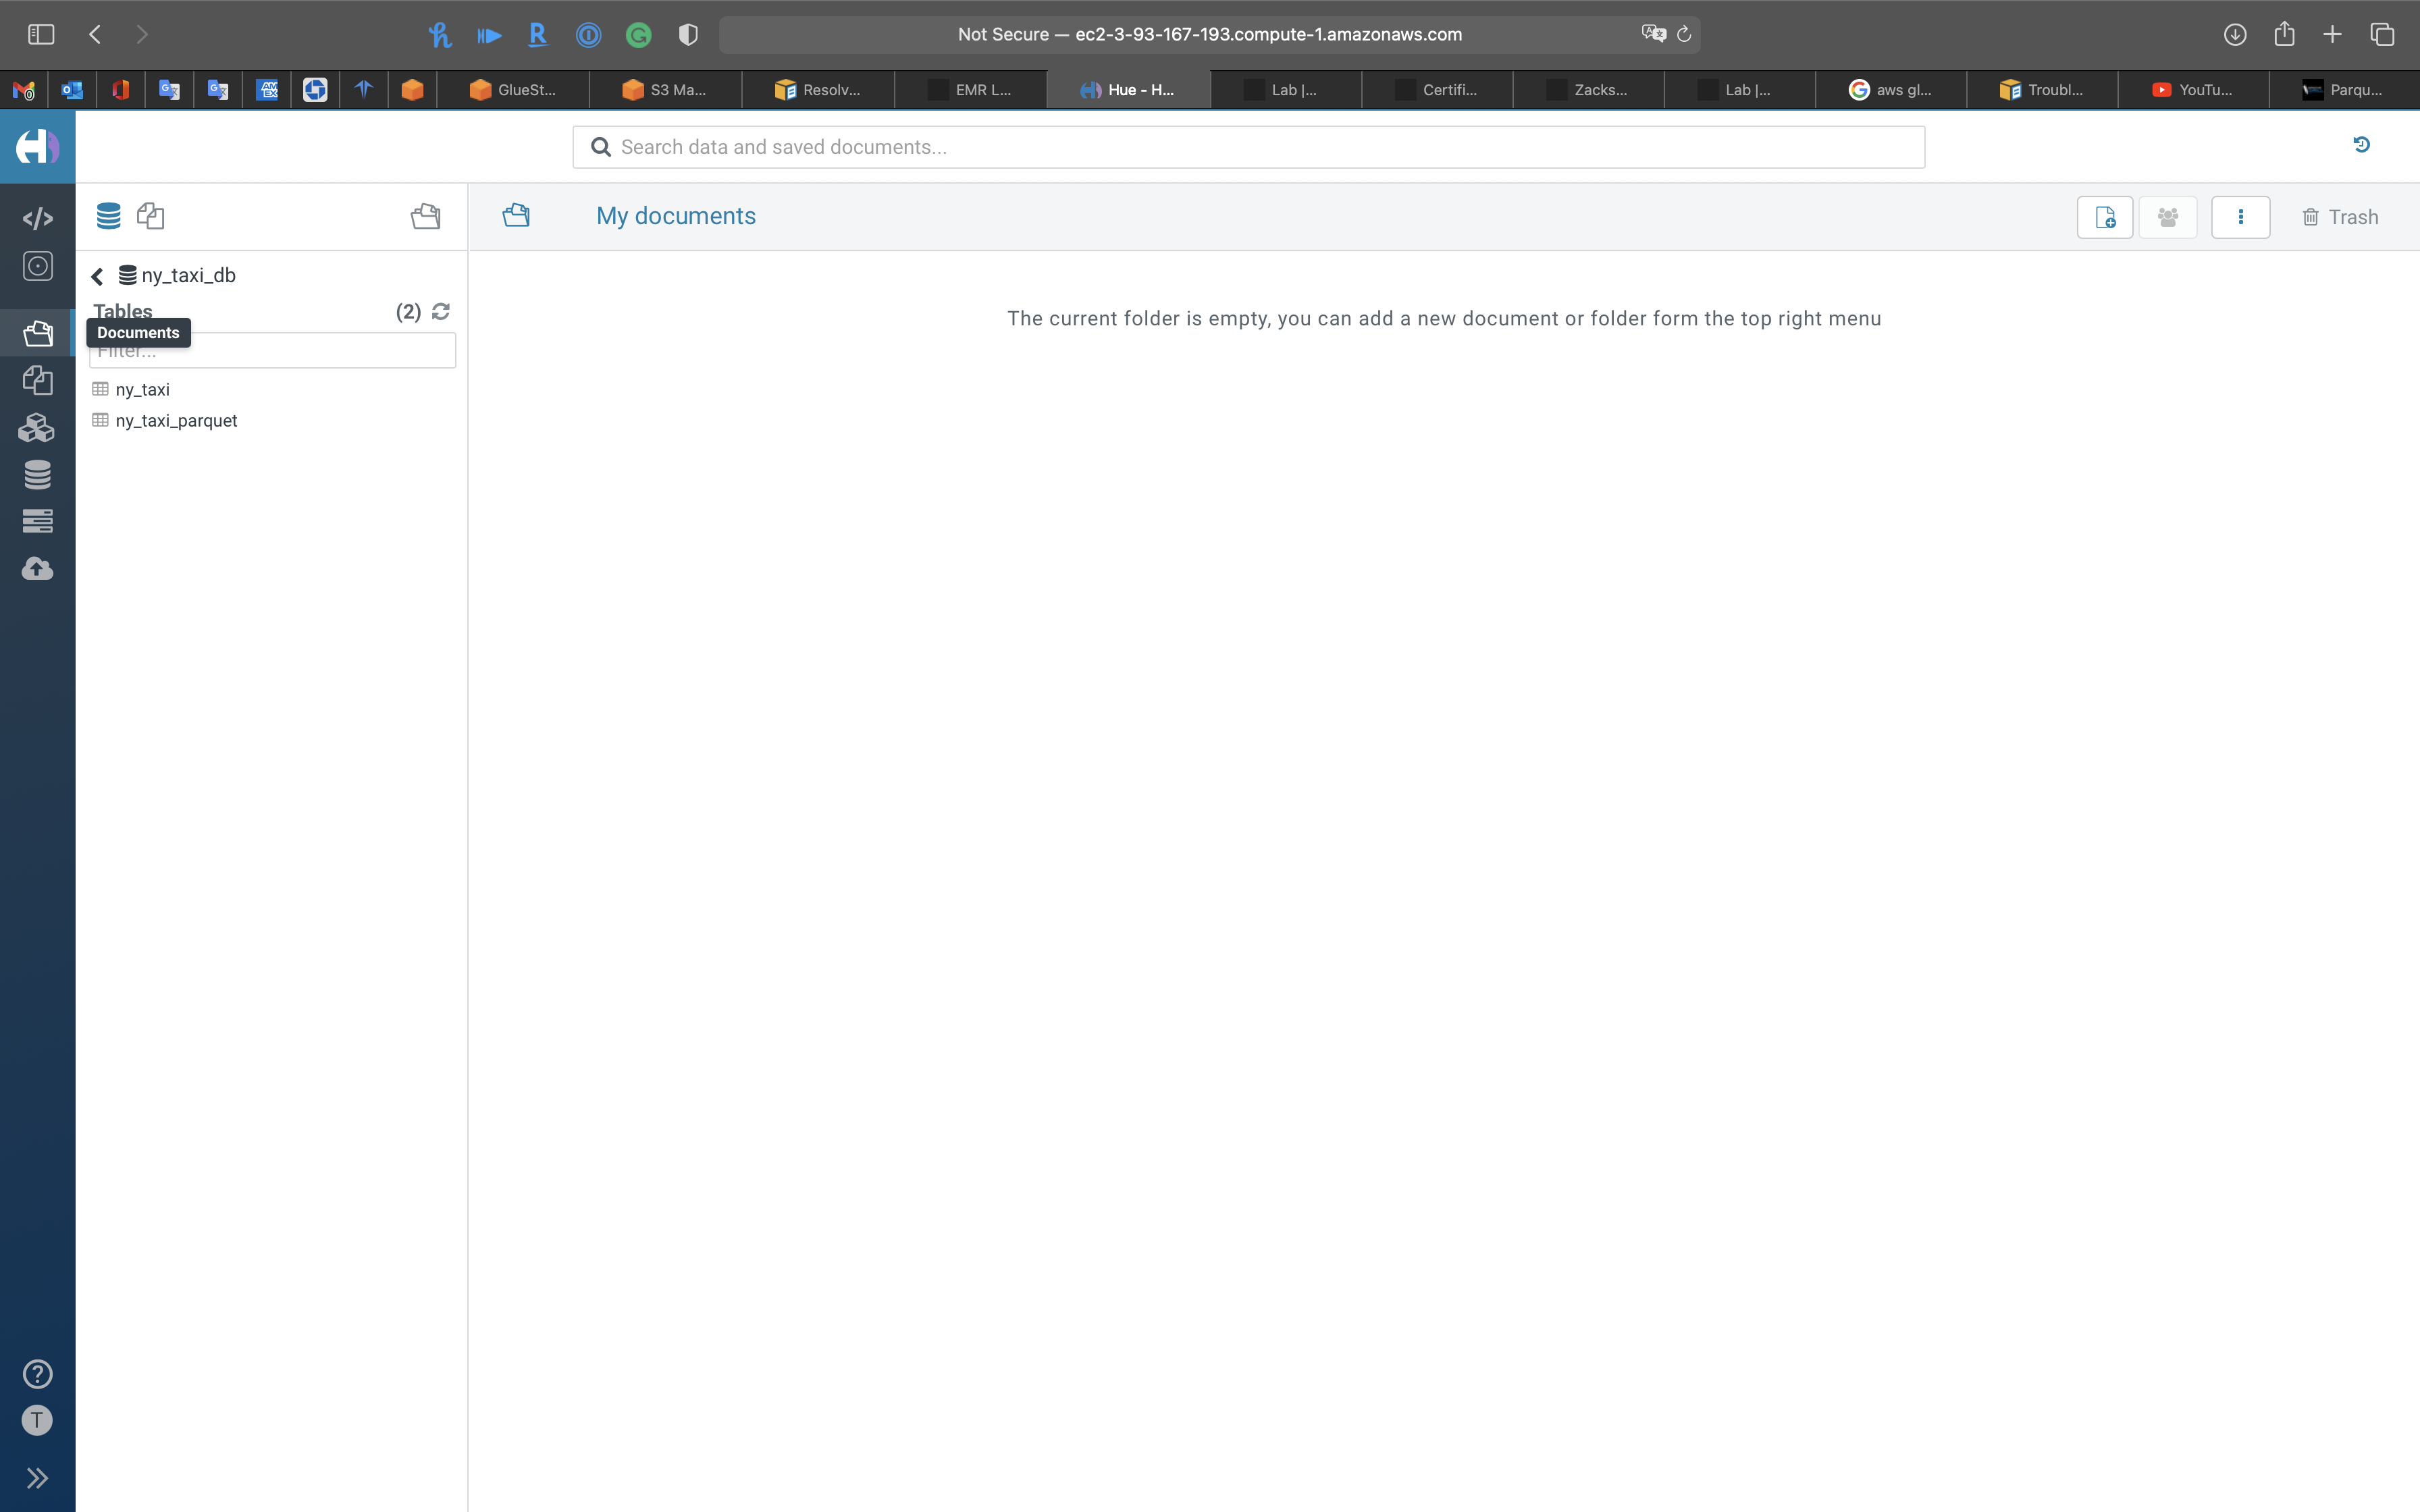 Not Secure — ec2-3-93-167-193.compute-1.amazonaws.com
GlueSt... S3 Ma... Resolv... EMR L... Hue - H... Lab |... Certifi... Zacks... Lab |... aws gl... Troubl... YouTu... Parqu...
Search data and saved documents...
My documents
Trash
ny_taxi_db
Tables (2)
Documents
Filter...
ny_taxi
ny_taxi_parquet
The current folder is empty, you can add a new document or folder form the top right menu
T